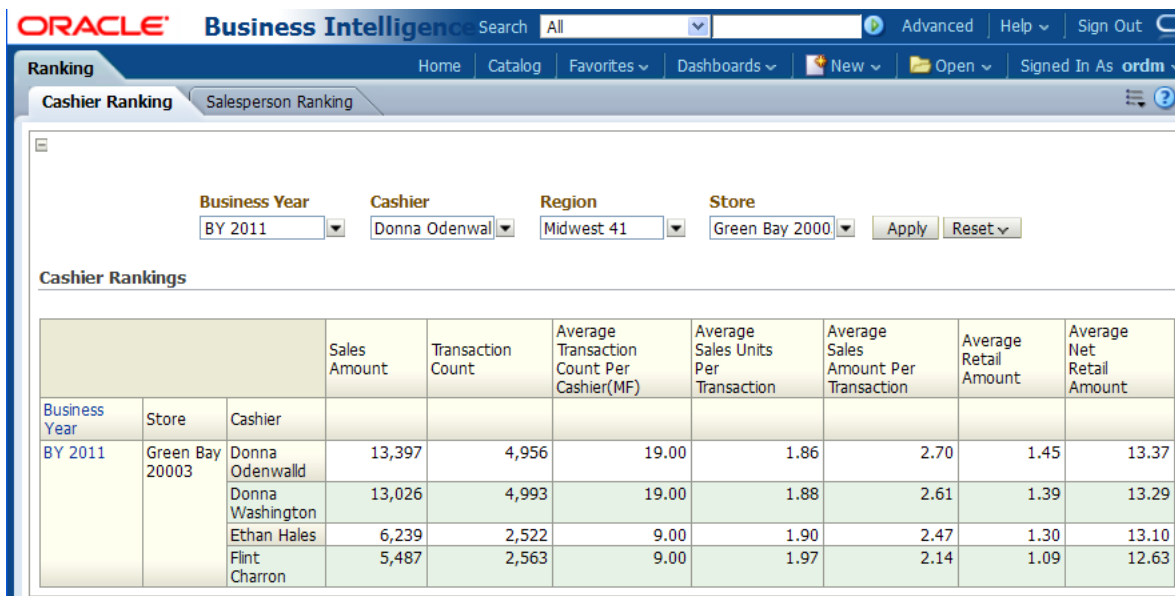 ORACLE Business Intelligence Search All Advanced Help Sign Out
Ranking Home Catalog Favorites Dashboards New Open Signed In As ordm
Cashier Ranking Salesperson Ranking
Business Year Cashier Region Store
BY 2011 Donna Odenwal Midwest 41 Green Bay 2000 Apply Reset
Cashier Rankings
Sales Amount Transaction Count Average Transaction Count Per Cashier(MF) Average Sales Units Per Transaction Average Sales Amount Per Transaction Average Retail Amount Average Net Retail Amount
Business Year Store Cashier
BY 2011 Green Bay 20003 Donna Odenwalld 13,397 4,956 19.00 1.86 2.70 1.45 13.37
Donna Washington 13,026 4,993 19.00 1.88 2.61 1.39 13.29
Ethan Hales 6,239 2,522 9.00 1.90 2.47 1.30 13.10
Flint Charron 5,487 2,563 9.00 1.97 2.14 1.09 12.63